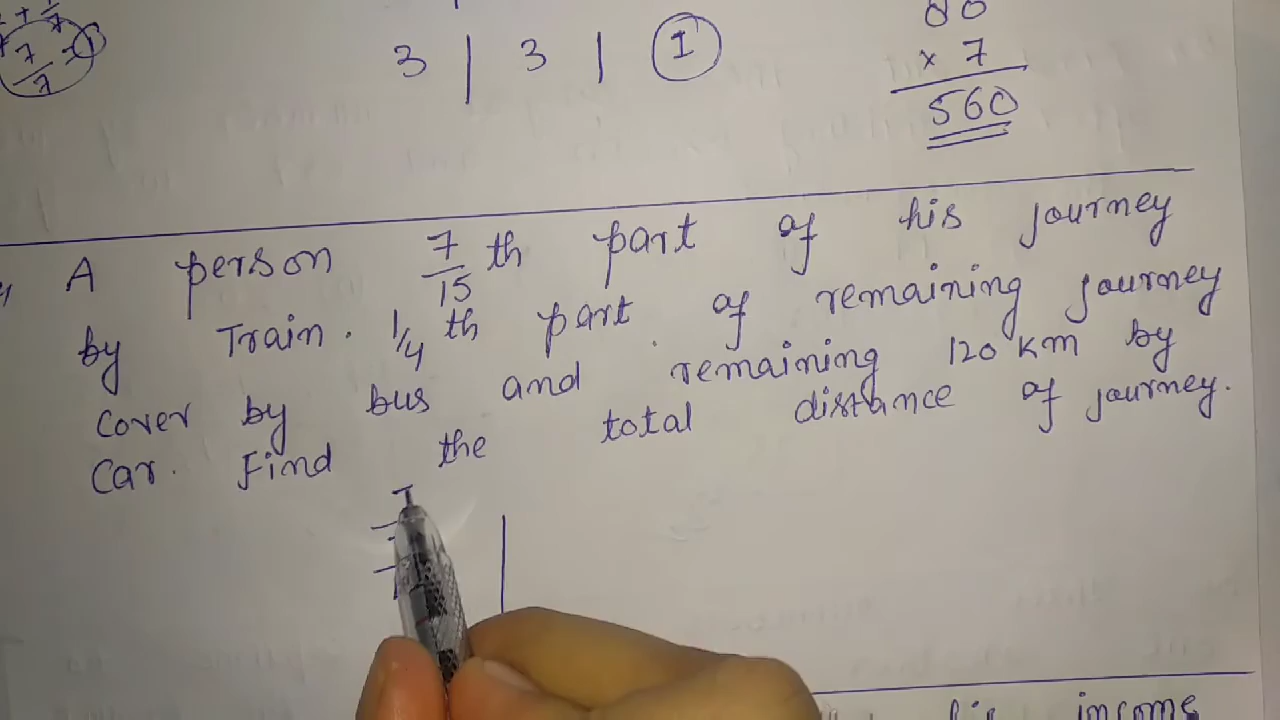 3 | 3 | 1
× 7
560
A person 7/15 th part of his journey
by Train. 1/4 th part of remaining journey
cover by bus and remaining 120 km by
Car. Find the total distance of journey.
his income